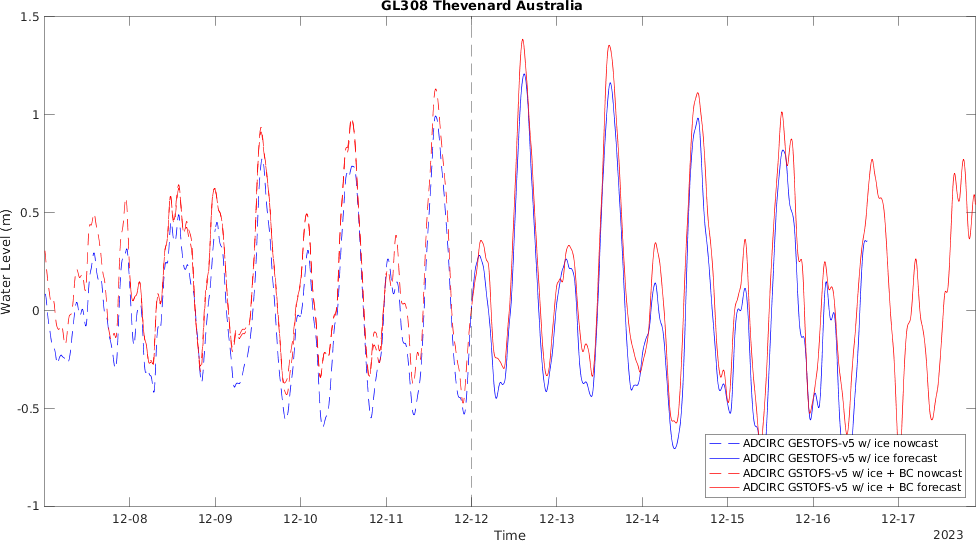 GL308 Thevenard Australia
1.5
1
0.5
0
-0.5
-1
Water Level (m)
12-08
12-09
12-10
12-11
12-12
12-13
12-14
12-15
12-16
12-17
Time
2023
ADCIRC GESTOFS-v5 w/ ice nowcast
ADCIRC GESTOFS-v5 w/ ice forecast
ADCIRC GSTOFS-v5 w/ ice + BC nowcast
ADCIRC GSTOFS-v5 w/ ice + BC forecast